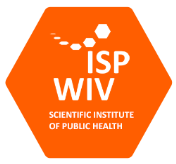 ISP
WIV
SCIENTIFIC INSTITUTE
OF PUBLIC HEALTH